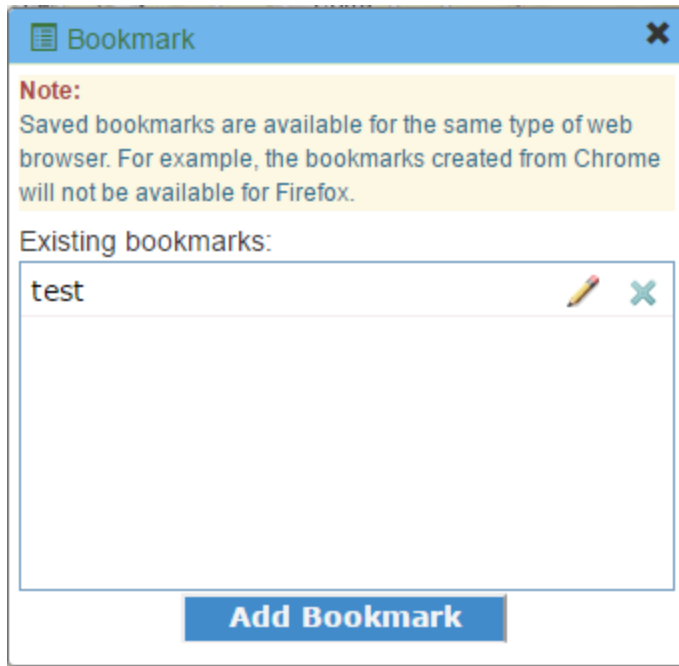 Bookmark
Note:
Saved bookmarks are available for the same type of web
browser. For example, the bookmarks created from Chrome
will not be available for Firefox.
Existing bookmarks:
test
Add Bookmark